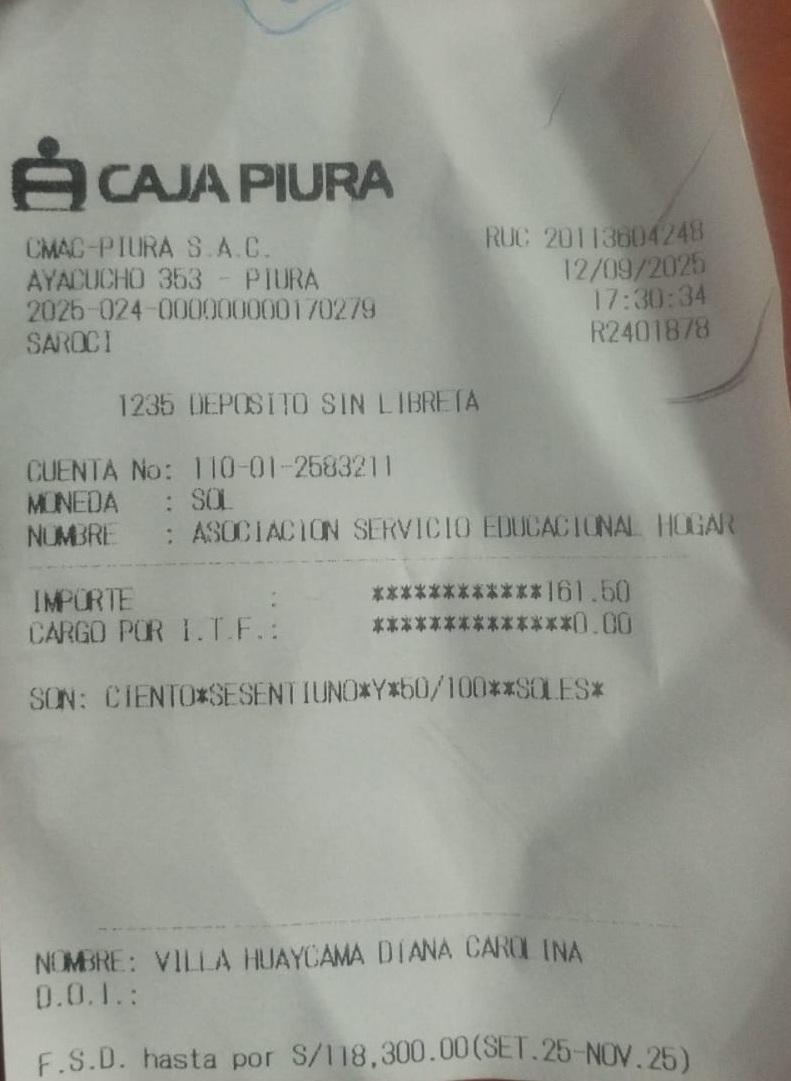 CAJA PIURA
CMAC-PIURA S.A.C. RUC 20113604248
AYACUCHO 353 - PIURA 12/09/2025
2025-024-000000000170279 17:30:34
SAROCI R2401878
1235 DEPOSITO SIN LIBRETA
CUENTA No: 110-01-2583211
MONEDA : SOL
NOMBRE : ASOCIACION SERVICIO EDUCACIONAL HOGAR
IMPORTE : ************161.50
CARGO POR I.T.F.: **************0.00
SON: CIENTO*SESENTIUNO*Y*50/100**SOLES*
NOMBRE: VILLA HUAYCAMA DIANA CAROLINA
D.O.I.:
F.S.D. hasta por S/118,300.00(SET.25-NOV.25)